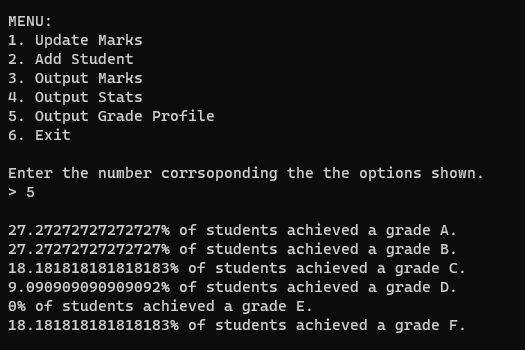 MENU:
1. Update Marks
2. Add Student
3. Output Marks
4. Output Stats
5. Output Grade Profile
6. Exit
Enter the number corrsoponding the the options shown.
> 5
27.27272727272727% of students achieved a grade A.
27.27272727272727% of students achieved a grade B.
18.181818181818183% of students achieved a grade C.
9.090909090909092% of students achieved a grade D.
0% of students achieved a grade E.
18.181818181818183% of students achieved a grade F.